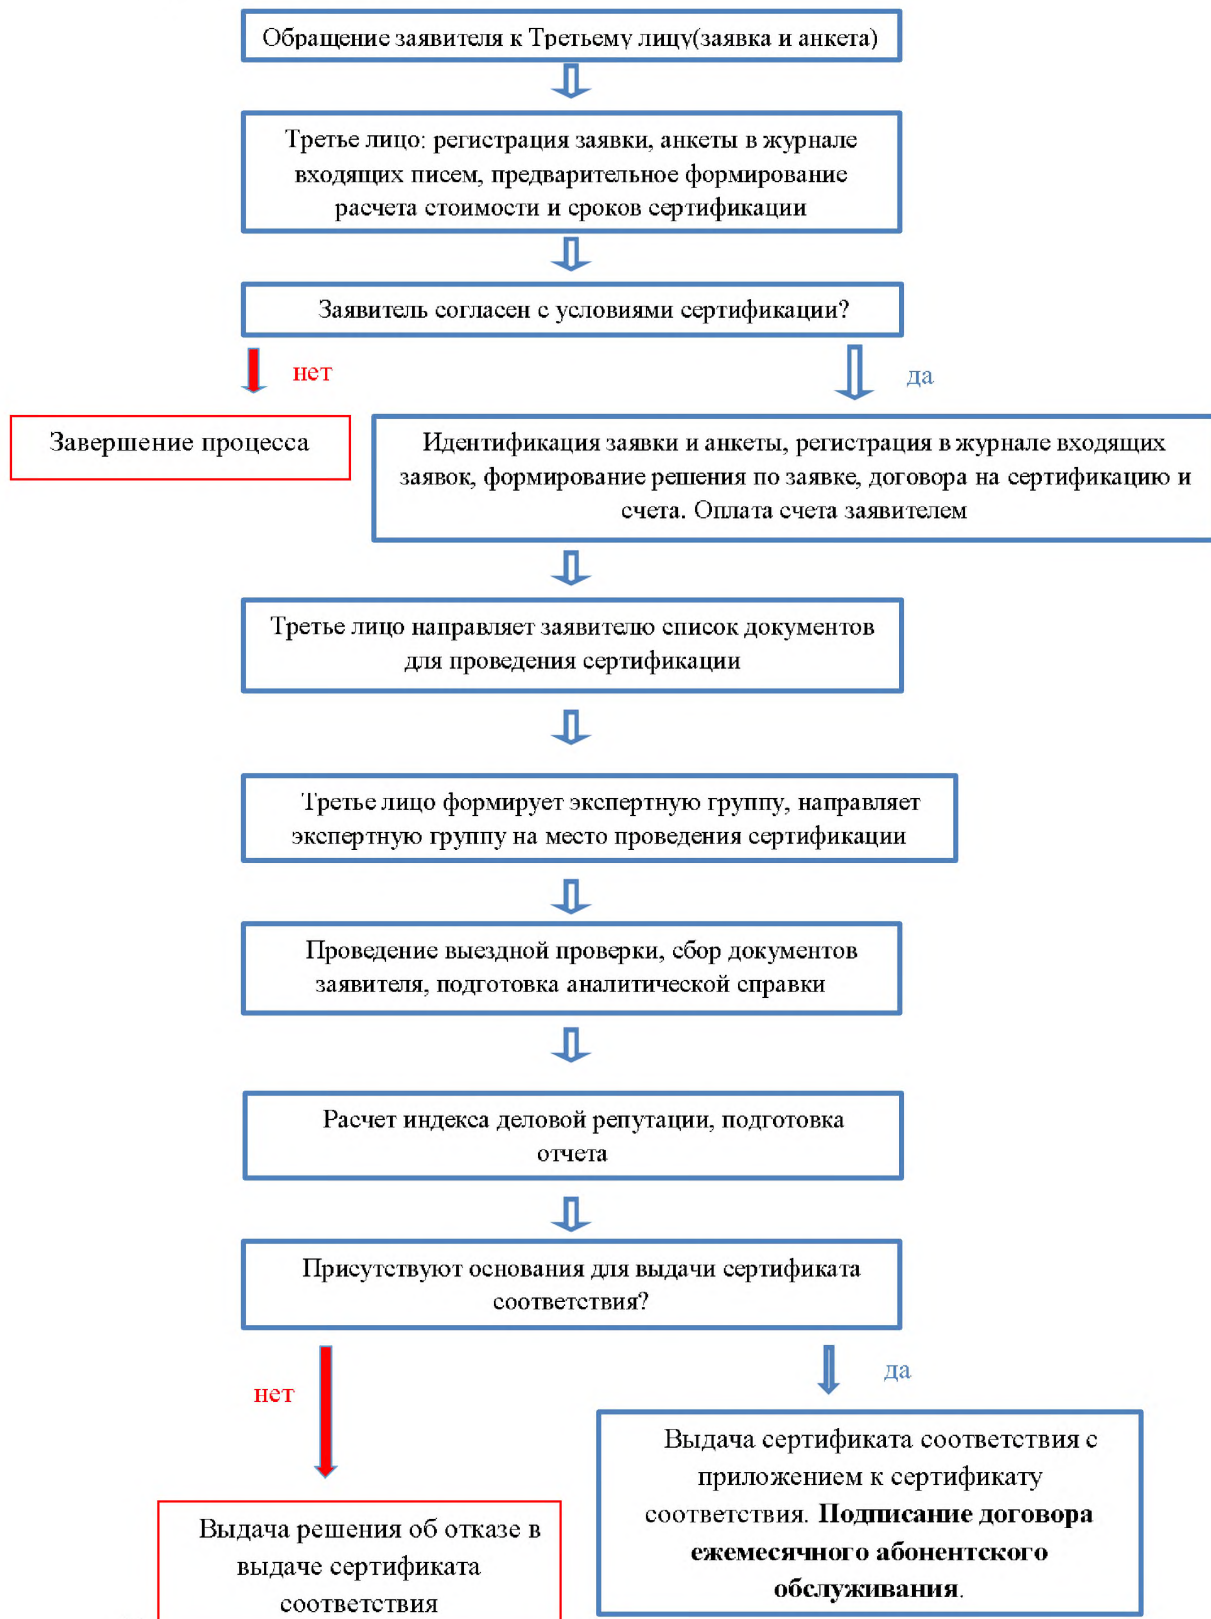 Обращение заявителя к Третьему лицу(заявка и анкета)
Третье лицо: регистрация заявки, анкеты в журнале
входящих писем, предварительное формирование
расчета стоимости и сроков сертификации
Заявитель согласен с условиями сертификации?
нет
да
Завершение процесса
Идентификация заявки и анкеты, регистрация в журнале входящих
заявок, формирование решения по заявке, договора на сертификацию и
счета. Оплата счета заявителем
Третье лицо направляет заявителю список документов
для проведения сертификации
Третье лицо формирует экспертную группу, направляет
экспертную группу на место проведения сертификации
Проведение выездной проверки, сбор документов
заявителя, подготовка аналитической справки
Расчет индекса деловой репутации, подготовка
отчета
Присутствуют основания для выдачи сертификата
соответствия?
нет
да
Выдача решения об отказе в
выдаче сертификата
соответствия
Выдача сертификата соответствия с
приложением к сертификату
соответствия. Подписание договора
ежемесячного абонентского
обслуживания.